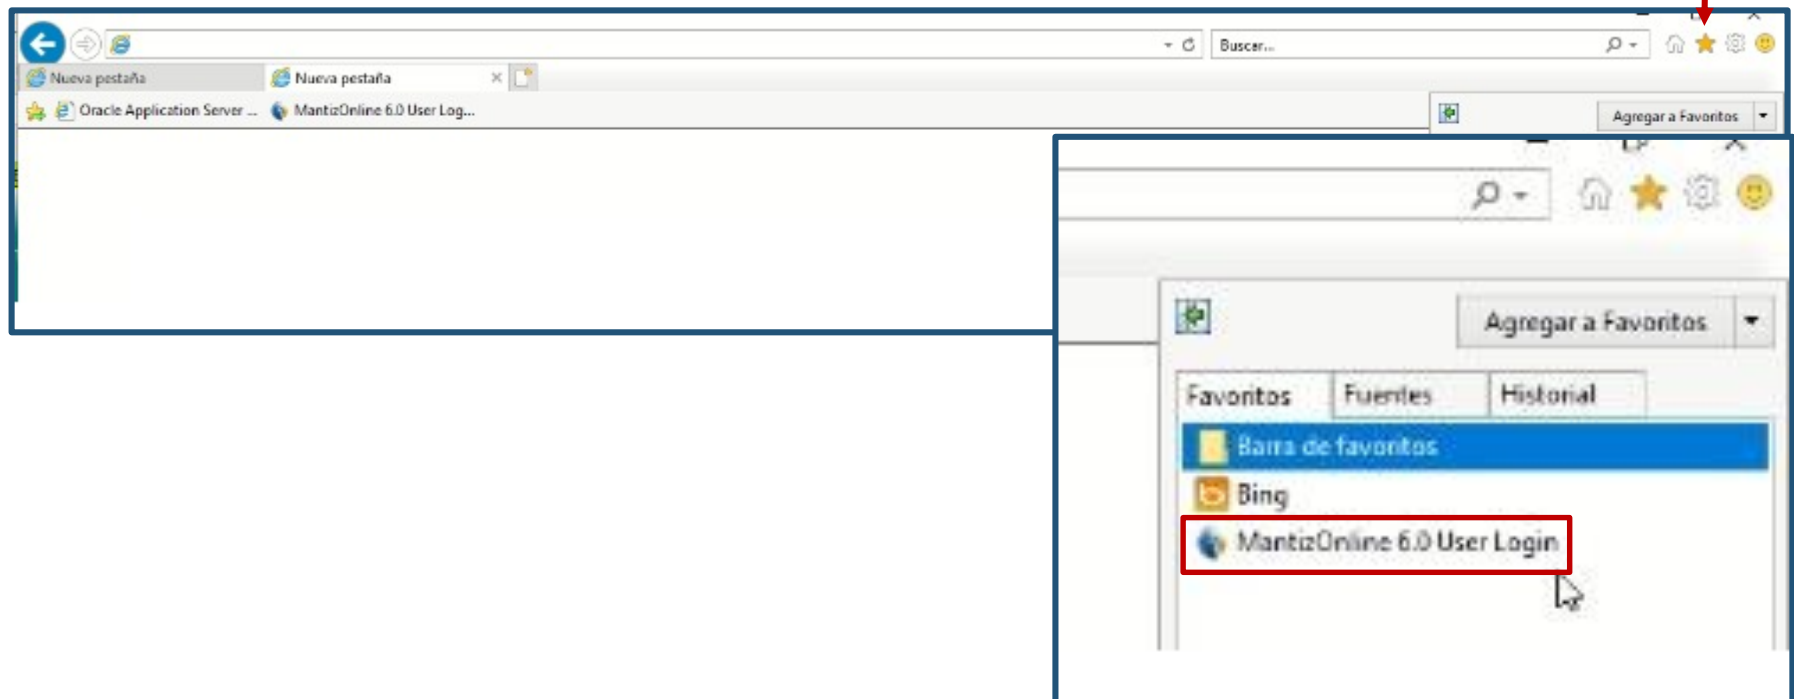 Buscar...
Nueva pestaña
Nueva pestaña
Oracle Application Server ...
MantizOnline 6.0 User Log...
Agregar a Favoritos
Agregar a Favoritos
Favoritos Fuentes Historial
Barra de favoritos
Bing
MantizOnline 6.0 User Login